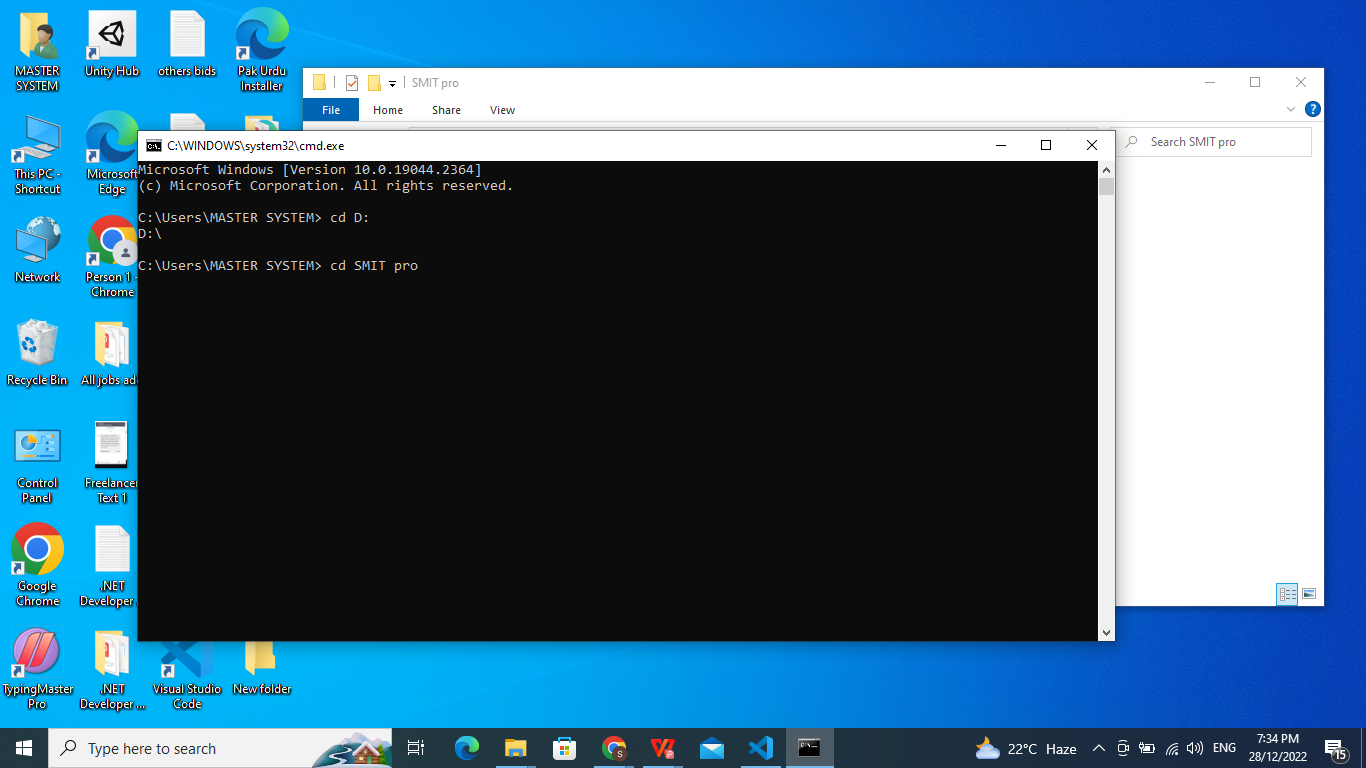 MASTER
SYSTEM
Unity Hub
others bids
Pak Urdu
Installer
SMIT pro
File
Home
Share
View
Search SMIT pro
This PC -
Shortcut
Microsoft
Edge
C:\WINDOWS\system32\cmd.exe
Microsoft Windows [Version 10.0.19044.2364]
(c) Microsoft Corporation. All rights reserved.
C:\Users\MASTER SYSTEM> cd D:
D:\
C:\Users\MASTER SYSTEM> cd SMIT pro
Network
Person 1 -
Chrome
Recycle Bin
All jobs ad
Control
Panel
Freelancer
Text 1
Google
Chrome
.NET
Developer ...
TypingMaster
Pro
.NET
Developer ...
Visual Studio
Code
New folder
Type here to search
22°C Haze
ENG
7:34 PM
28/12/2022
15